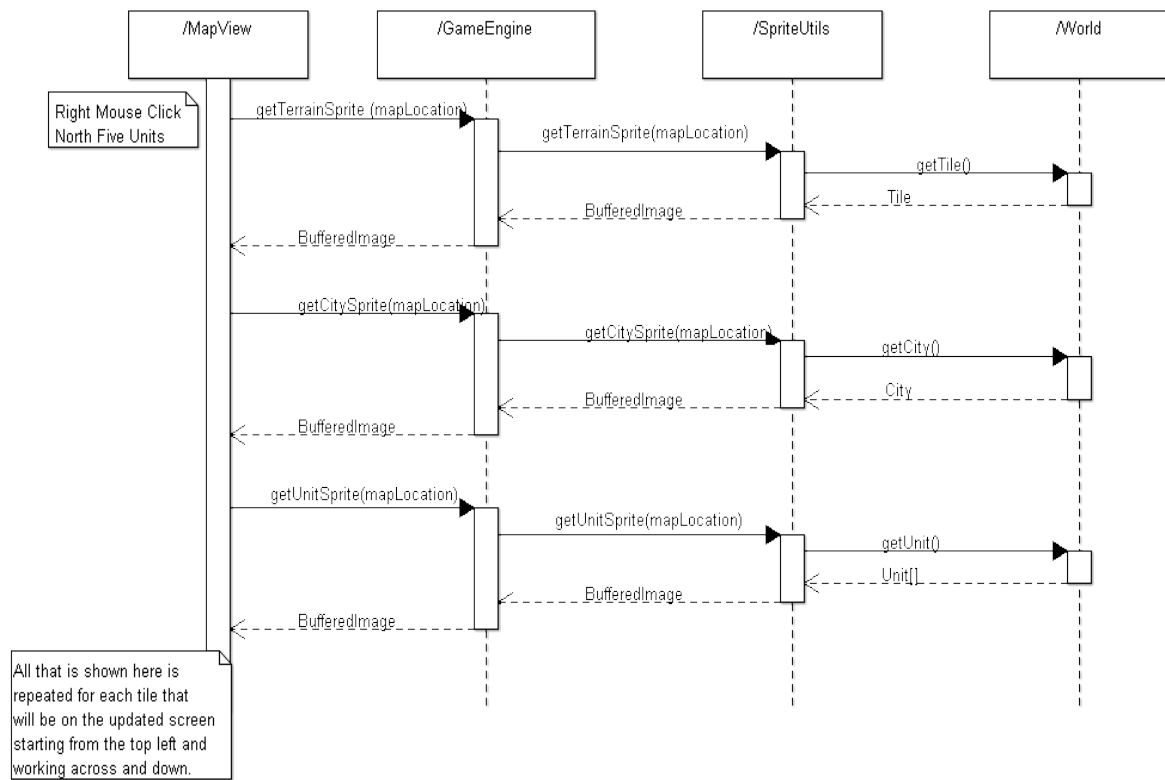 /MapView
/GameEngine
/SpriteUtils
/World
Right Mouse Click
North Five Units
getTerrainSprite (mapLocation)
getTerrainSprite(mapLocation)
getTile()
Tile
BufferedImage
BufferedImage
getCitySprite(mapLocation)
getCitySprite(mapLocation)
getCity()
City
BufferedImage
BufferedImage
getUnitSprite(mapLocation)
getUnitSprite(mapLocation)
getUnit()
Unit[]
BufferedImage
BufferedImage
All that is shown here is
repeated for each tile that
will be on the updated screen
starting from the top left and
working across and down.